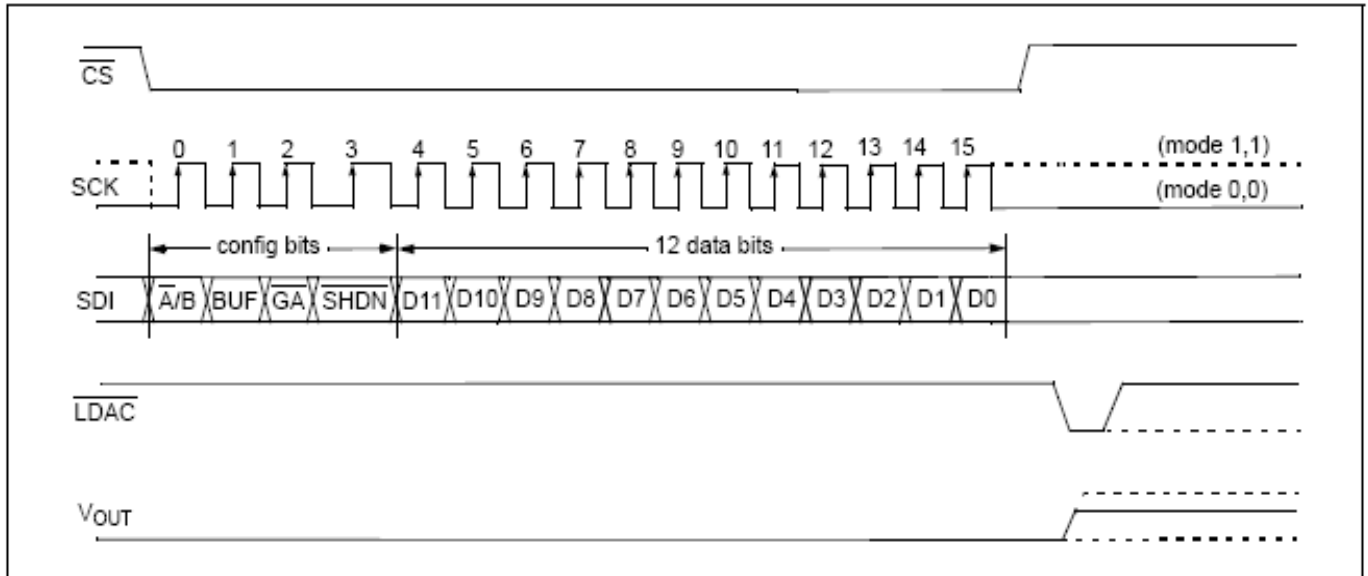 CS
0 1 2 3 4 5 6 7 8 9 10 11 12 13 14 15 (mode 1,1)
SCK
(mode 0,0)
config bits 12 data bits
SDI A/B BUF GA SHDN D11 D10 D9 D8 D7 D6 D5 D4 D3 D2 D1 D0
LDAC
VOUT